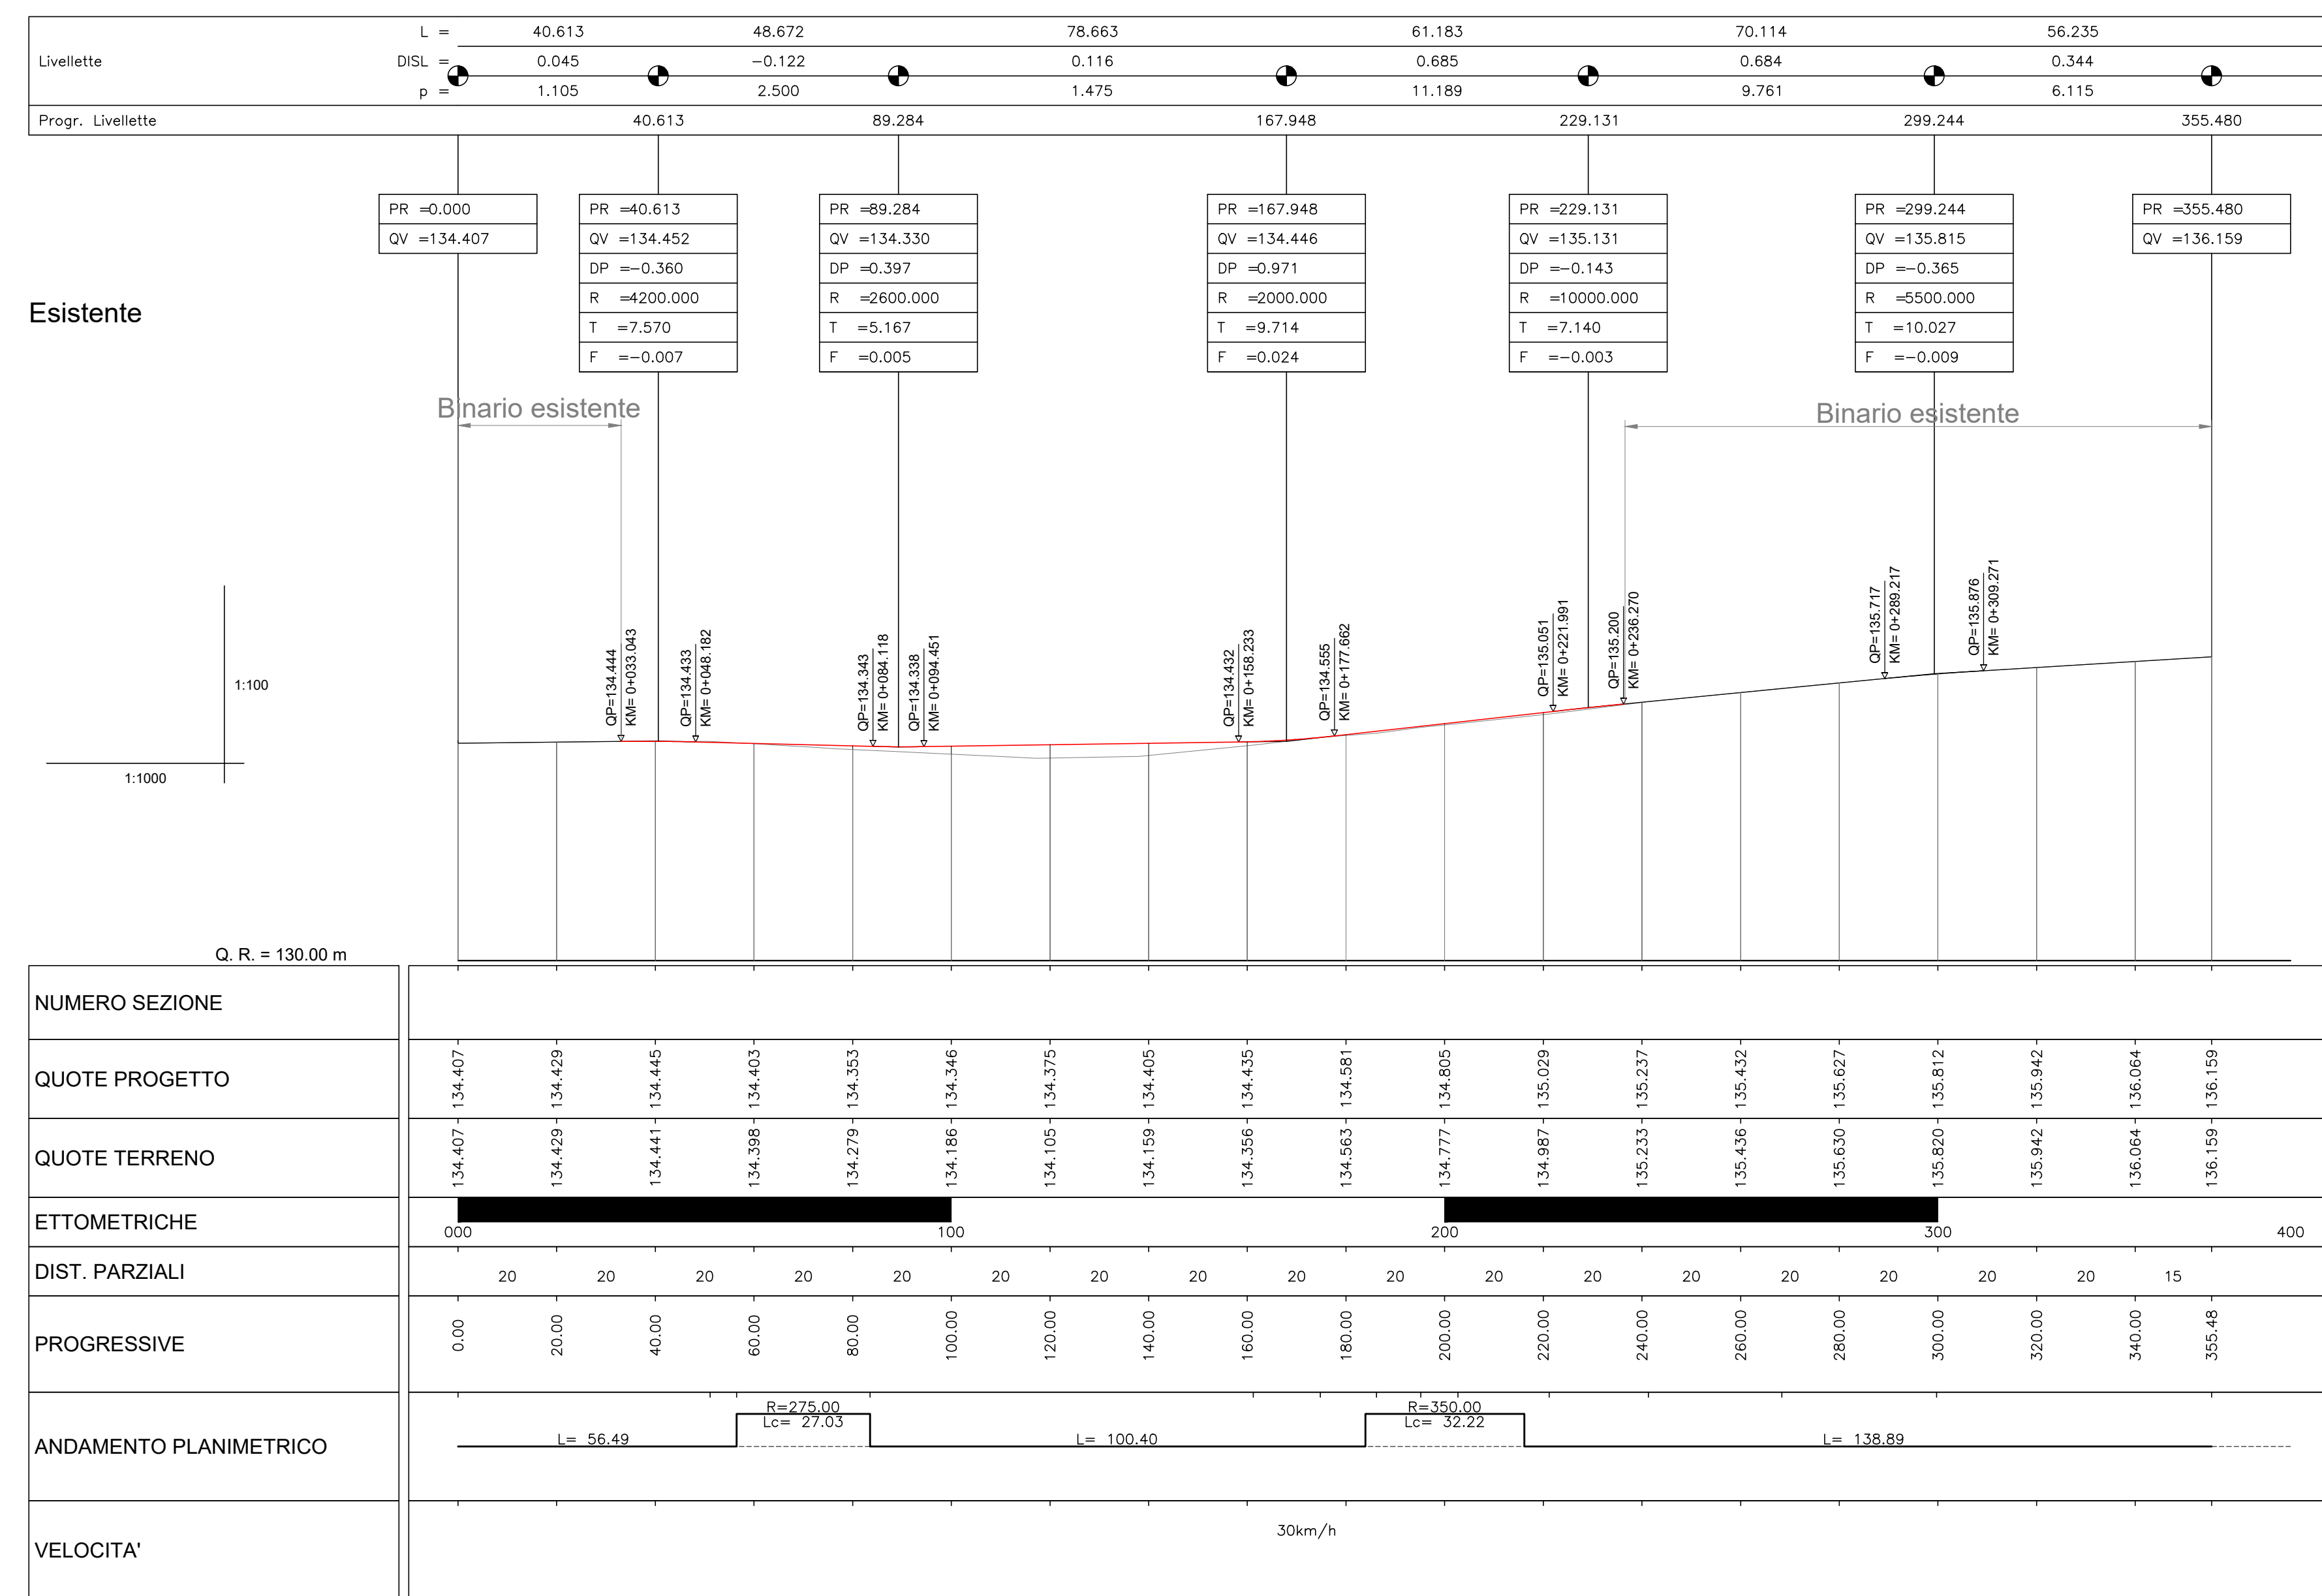 L = 40.613 48.672 78.663 61.183 70.114 56.235
Livellette DISL = 0.045 -0.122 0.116 0.685 0.684 0.344
p = 1.105 2.500 1.475 11.189 9.761 6.115
Progr. Livellette 40.613 89.284 167.948 229.131 299.244 355.480
PR =0.000 PR =40.613 PR =89.284 PR =167.948 PR =229.131 PR =299.244 PR =355.480
QV =134.407 QV =134.452 QV =134.330 QV =134.446 QV =135.131 QV =135.815 QV =136.159
DP =-0.360 DP =0.397 DP =0.971 DP =-0.143 DP =-0.365
R =4200.000 R =2600.000 R =2000.000 R =10000.000 R =5500.000
T =7.570 T =5.167 T =9.714 T =7.140 T =10.027
F =-0.007 F =0.005 F =0.024 F =-0.003 F =-0.009
Esistente
Binario esistente
Binario esistente
QP=134.444
KM= 0+033.043
QP=134.433
KM= 0+048.182
QP=134.343
KM= 0+084.118
QP=134.338
KM= 0+094.451
QP=134.432
KM= 0+158.233
QP=134.555
KM= 0+177.662
QP=135.051
KM= 0+221.991
QP=135.200
KM= 0+236.270
QP=135.717
KM= 0+289.217
QP=135.876
KM= 0+309.271
1:100
1:1000
Q. R. = 130.00 m
NUMERO SEZIONE
QUOTE PROGETTO 134.407 134.429 134.445 134.403 134.353 134.346 134.375 134.405 134.435 134.581 134.805 135.029 135.237 135.432 135.627 135.812 135.942 136.064 136.159
QUOTE TERRENO 134.407 134.429 134.441 134.398 134.279 134.186 134.105 134.159 134.356 134.563 134.777 134.987 135.233 135.436 135.630 135.820 135.942 136.064 136.159
ETTOMETRICHE
000 100 200 300 400
DIST. PARZIALI 20 20 20 20 20 20 20 20 20 20 20 20 20 20 20 20 20 15
PROGRESSIVE 0.00 20.00 40.00 60.00 80.00 100.00 120.00 140.00 160.00 180.00 200.00 220.00 240.00 260.00 280.00 300.00 320.00 340.00 355.48
R=275.00 R=350.00
Lc= 27.03 Lc= 32.22
ANDAMENTO PLANIMETRICO L= 56.49 L= 100.40 L= 138.89
30km/h
VELOCITA'